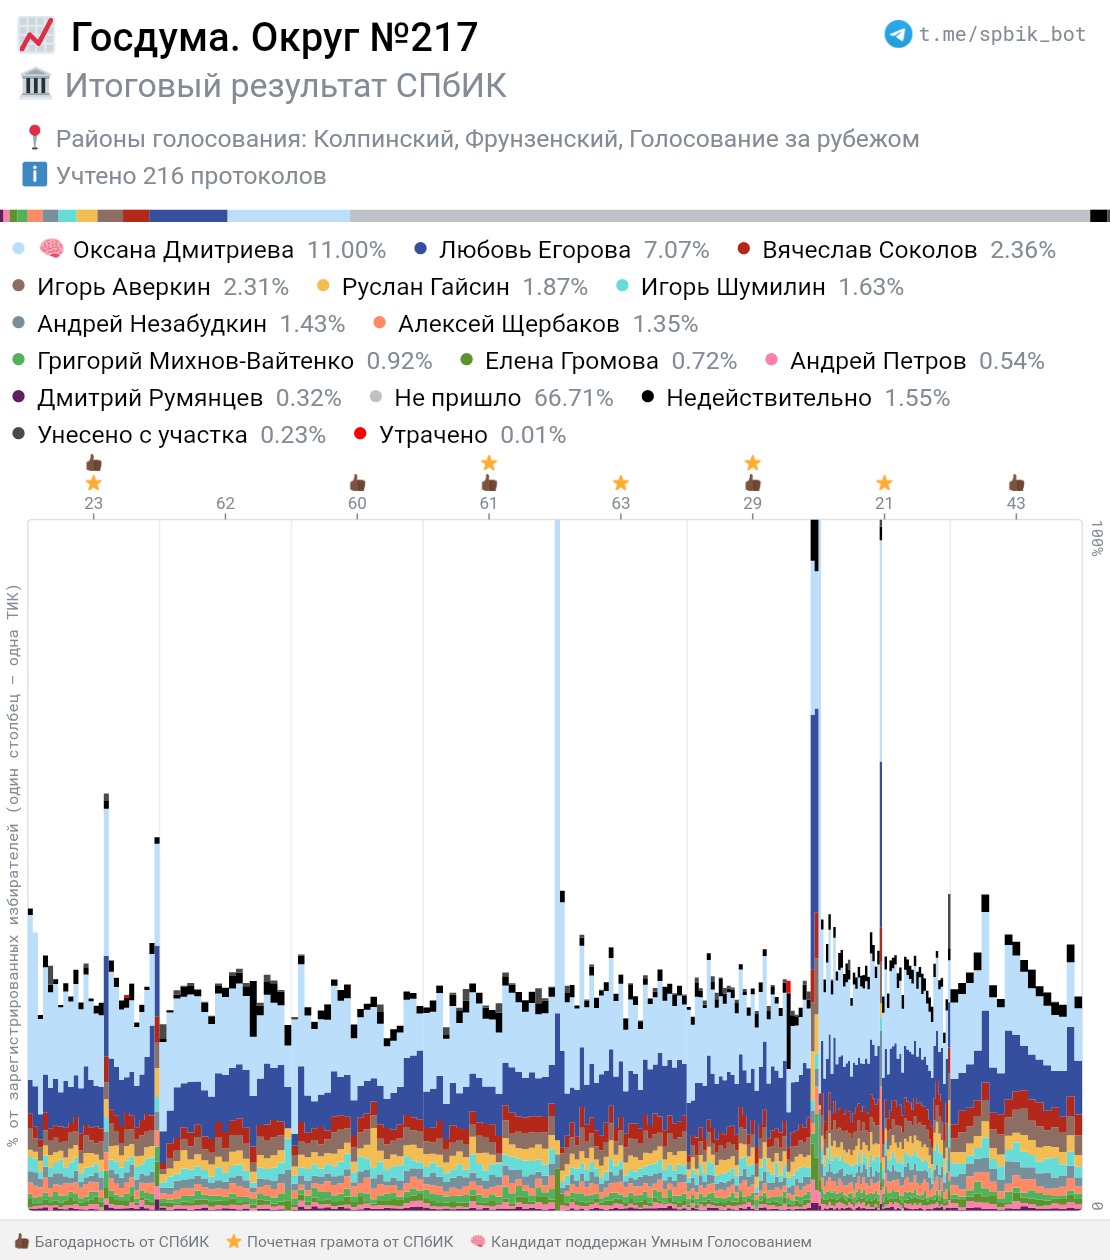 Госдума. Округ №217
t.me/spbik_bot
Итоговый результат СПбИК
Районы голосования: Колпинский, Фрунзенский, Голосование за рубежом
Учтено 216 протоколов
Оксана Дмитриева 11.00% Любовь Егорова 7.07% Вячеслав Соколов 2.36%
Игорь Аверкин 2.31% Руслан Гайсин 1.87% Игорь Шумилин 1.63%
Андрей Незабудкин 1.43% Алексей Щербаков 1.35%
Григорий Михнов-Вайтенко 0.92% Елена Громова 0.72% Андрей Петров 0.54%
Дмитрий Румянцев 0.32% Не пришло 66.71% Недействительно 1.55%
Унесено с участка 0.23% Утрачено 0.01%
23 62 60 61 63 29 21 43
100%
% от зарегистрированных избирателей (один столбец — одна ТИК)
0
Багодарность от СПбИК Почетная грамота от СПбИК Кандидат поддержан Умным Голосованием